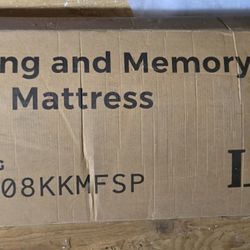 ng and Memory
Mattress
G
08KKMFSP
L